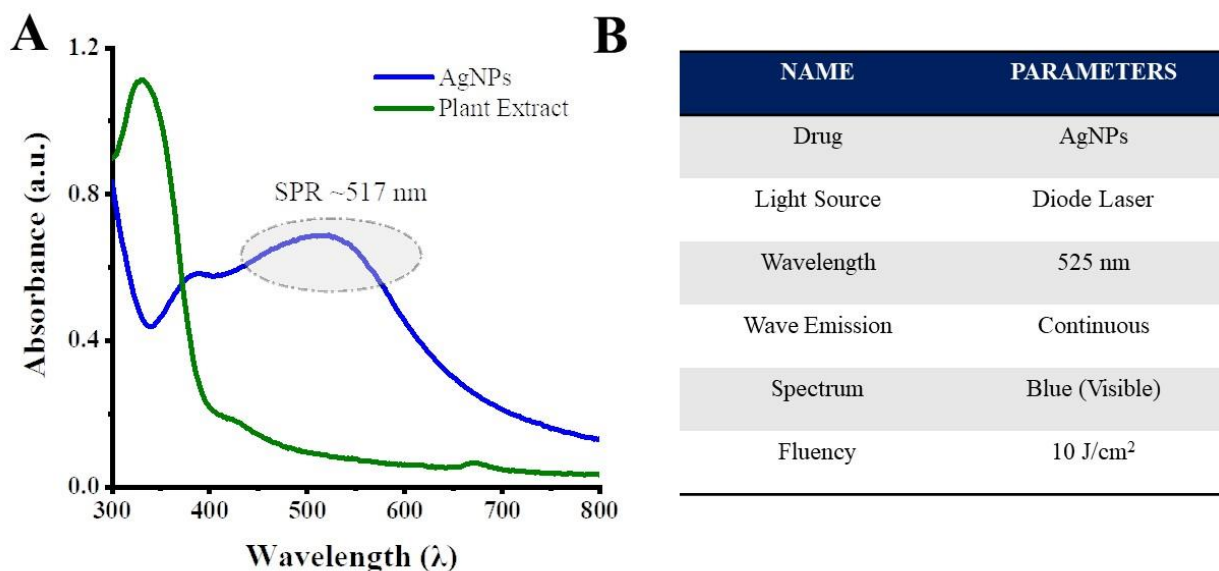 A
1.2
AgNPs
Plant Extract
SPR ~517 nm
0.8
0.4
0.0
Absorbance (a.u.)
300 400 500 600 700 800
Wavelength (λ)
B
NAME PARAMETERS
Drug AgNPs
Light Source Diode Laser
Wavelength 525 nm
Wave Emission Continuous
Spectrum Blue (Visible)
Fluency 10 J/cm²